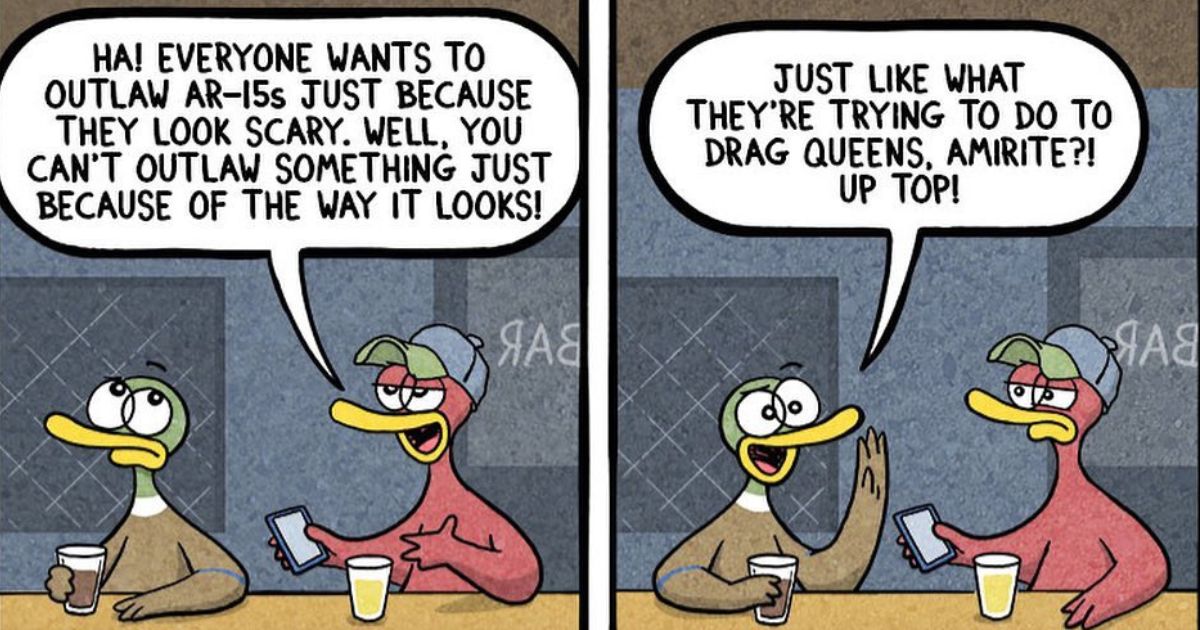 HA! EVERYONE WANTS TO
OUTLAW AR-15s JUST BECAUSE
THEY LOOK SCARY. WELL, YOU
CAN'T OUTLAW SOMETHING JUST
BECAUSE OF THE WAY IT LOOKS!
BAR
JUST LIKE WHAT
THEY'RE TRYING TO DO TO
DRAG QUEENS, AMIRITE?!
UP TOP!
BAR